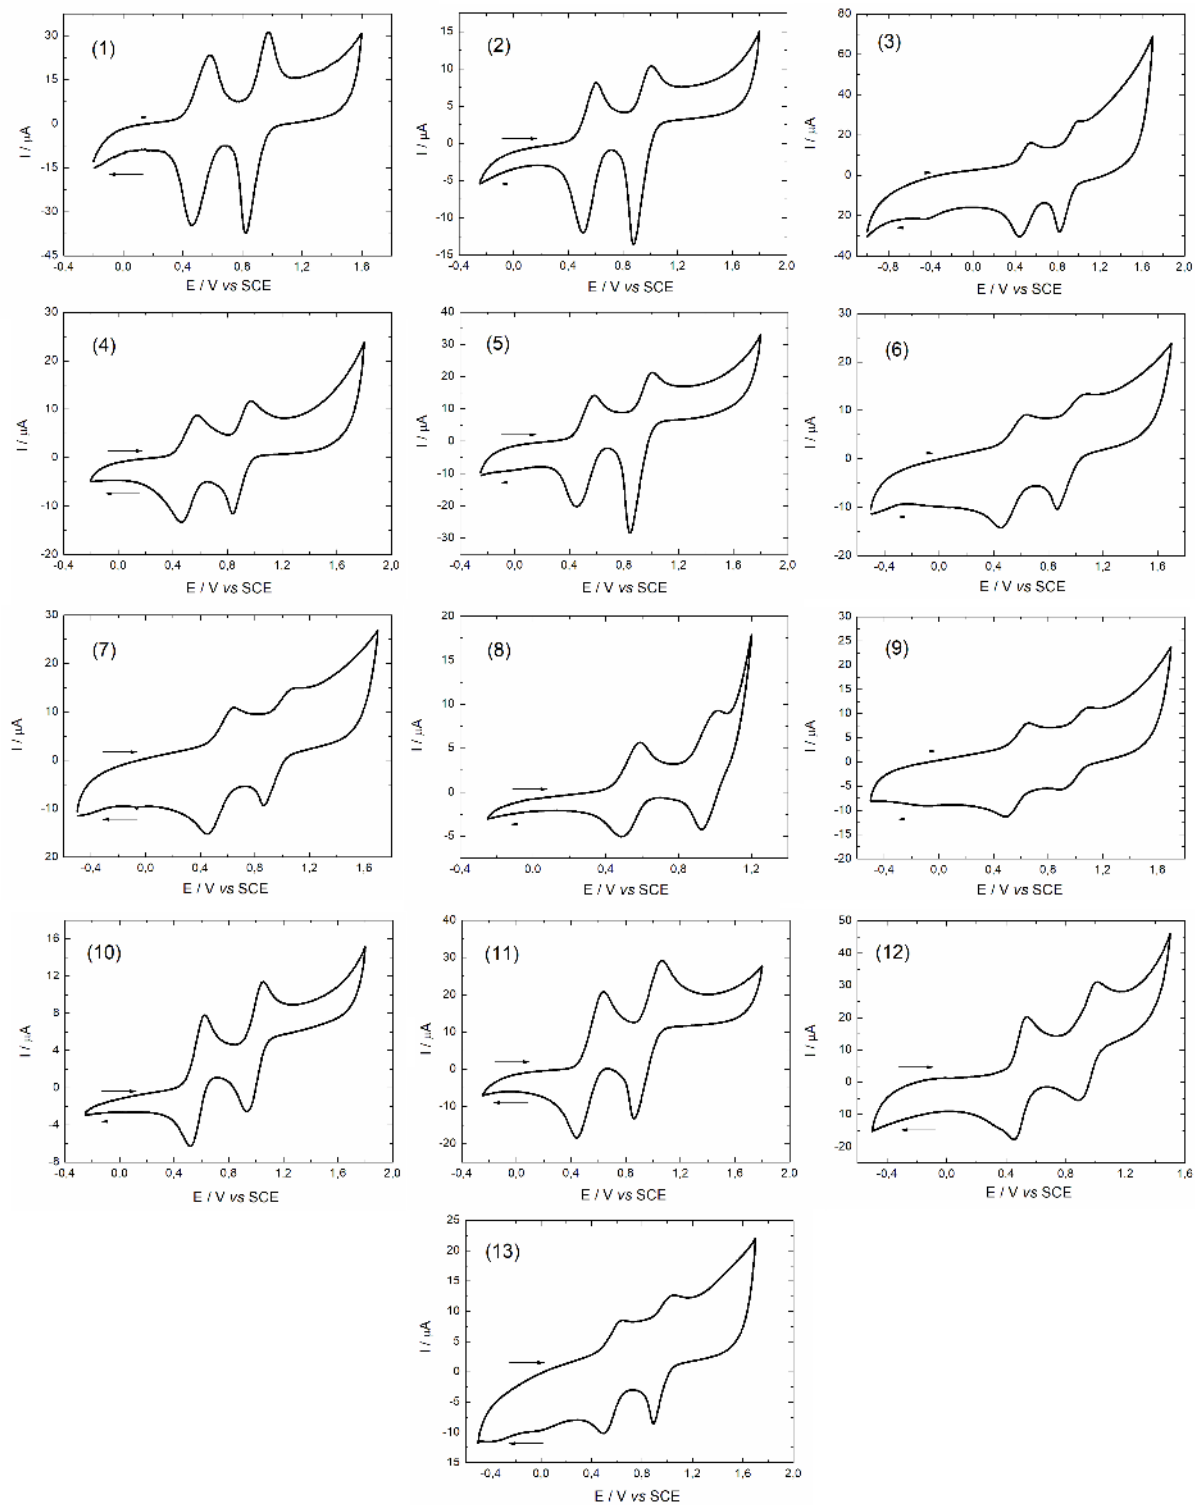 (1)
I / µA
30
15
0
-15
-30
-45
-0,4 0,0 0,4 0,8 1,2 1,6
E / V vs SCE
(2)
I / µA
15
10
5
0
-5
-10
-15
-0,4 0,0 0,4 0,8 1,2 1,6 2,0
E / V vs SCE
(3)
I / µA
80
60
40
20
0
-20
-40
-0,8 -0,4 0,0 0,4 0,8 1,2 1,6 2,0
E / V vs SCE
(4)
I / µA
30
20
10
0
-10
-20
-0,4 0,0 0,4 0,8 1,2 1,6 2,0
E / V vs SCE
(5)
I / µA
40
30
20
10
0
-10
-20
-30
-40
-0,4 0,0 0,4 0,8 1,2 1,6 2,0
E / V vs SCE
(6)
I / µA
30
20
10
0
-10
-20
-0,4 0,0 0,4 0,8 1,2 1,6
E / V vs SCE
(7)
I / µA
30
20
10
0
-10
20
-0,4 0,0 0,4 0,8 1,2 1,6
E / V vs SCE
(8)
I / µA
20
15
10
5
0
-5
-0,4 0,0 0,4 0,8 1,2
E / V vs SCE
(9)
I / µA
30
25
20
15
10
5
0
-5
-10
-15
-20
-0,4 0,0 0,4 0,8 1,2 1,6
E / V vs SCE
(10)
I / µA
16
12
8
4
0
-4
8
-0,4 0,0 0,4 0,8 1,2 1,6 2,0
E / V vs SCE
(11)
I / µA
40
30
20
10
0
-10
-20
-0,4 0,0 0,4 0,8 1,2 1,6 2,0
E / V vs SCE
(12)
I / µA
50
40
30
20
10
0
-10
-20
-0,4 0,0 0,4 0,8 1,2 1,6
E / V vs SCE
(13)
I / µA
25
20
15
10
5
0
-5
-10
15
-0,4 0,0 0,4 0,8 1,2 1,6 2,0
E / V vs SCE